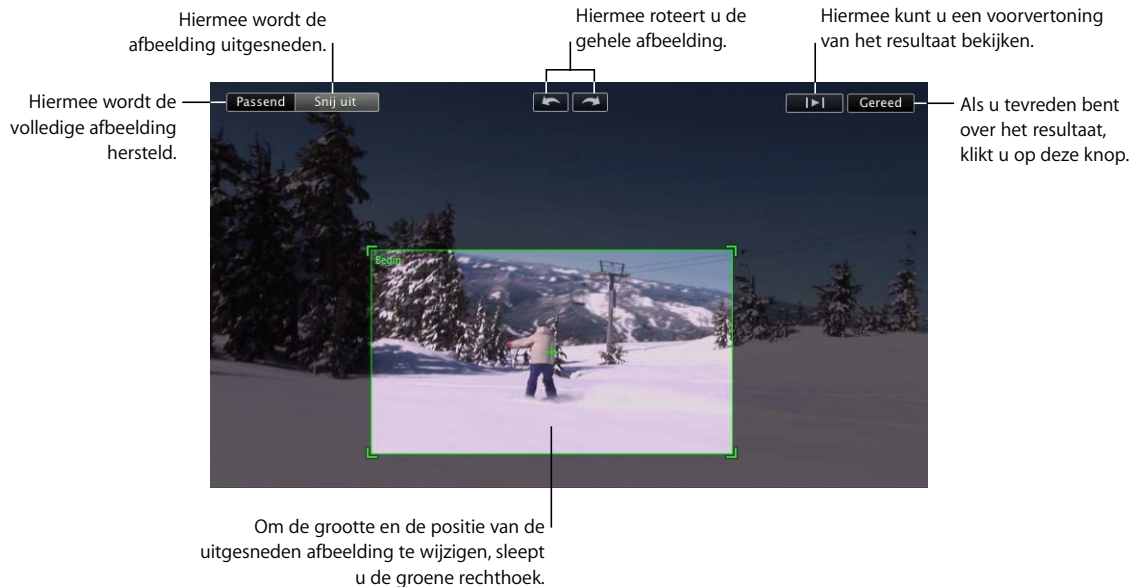 Hiermee wordt de
afbeelding uitgesneden.
Hiermee roteert u de
gehele afbeelding.
Hiermee kunt u een voorvertoning
van het resultaat bekijken.
Hiermee wordt de
volledige afbeelding
hersteld.
Passend
Snij uit
Gereed
Als u tevreden bent
over het resultaat,
klikt u op deze knop.
Begin
Om de grootte en de positie van de
uitgesneden afbeelding te wijzigen, sleept
u de groene rechthoek.